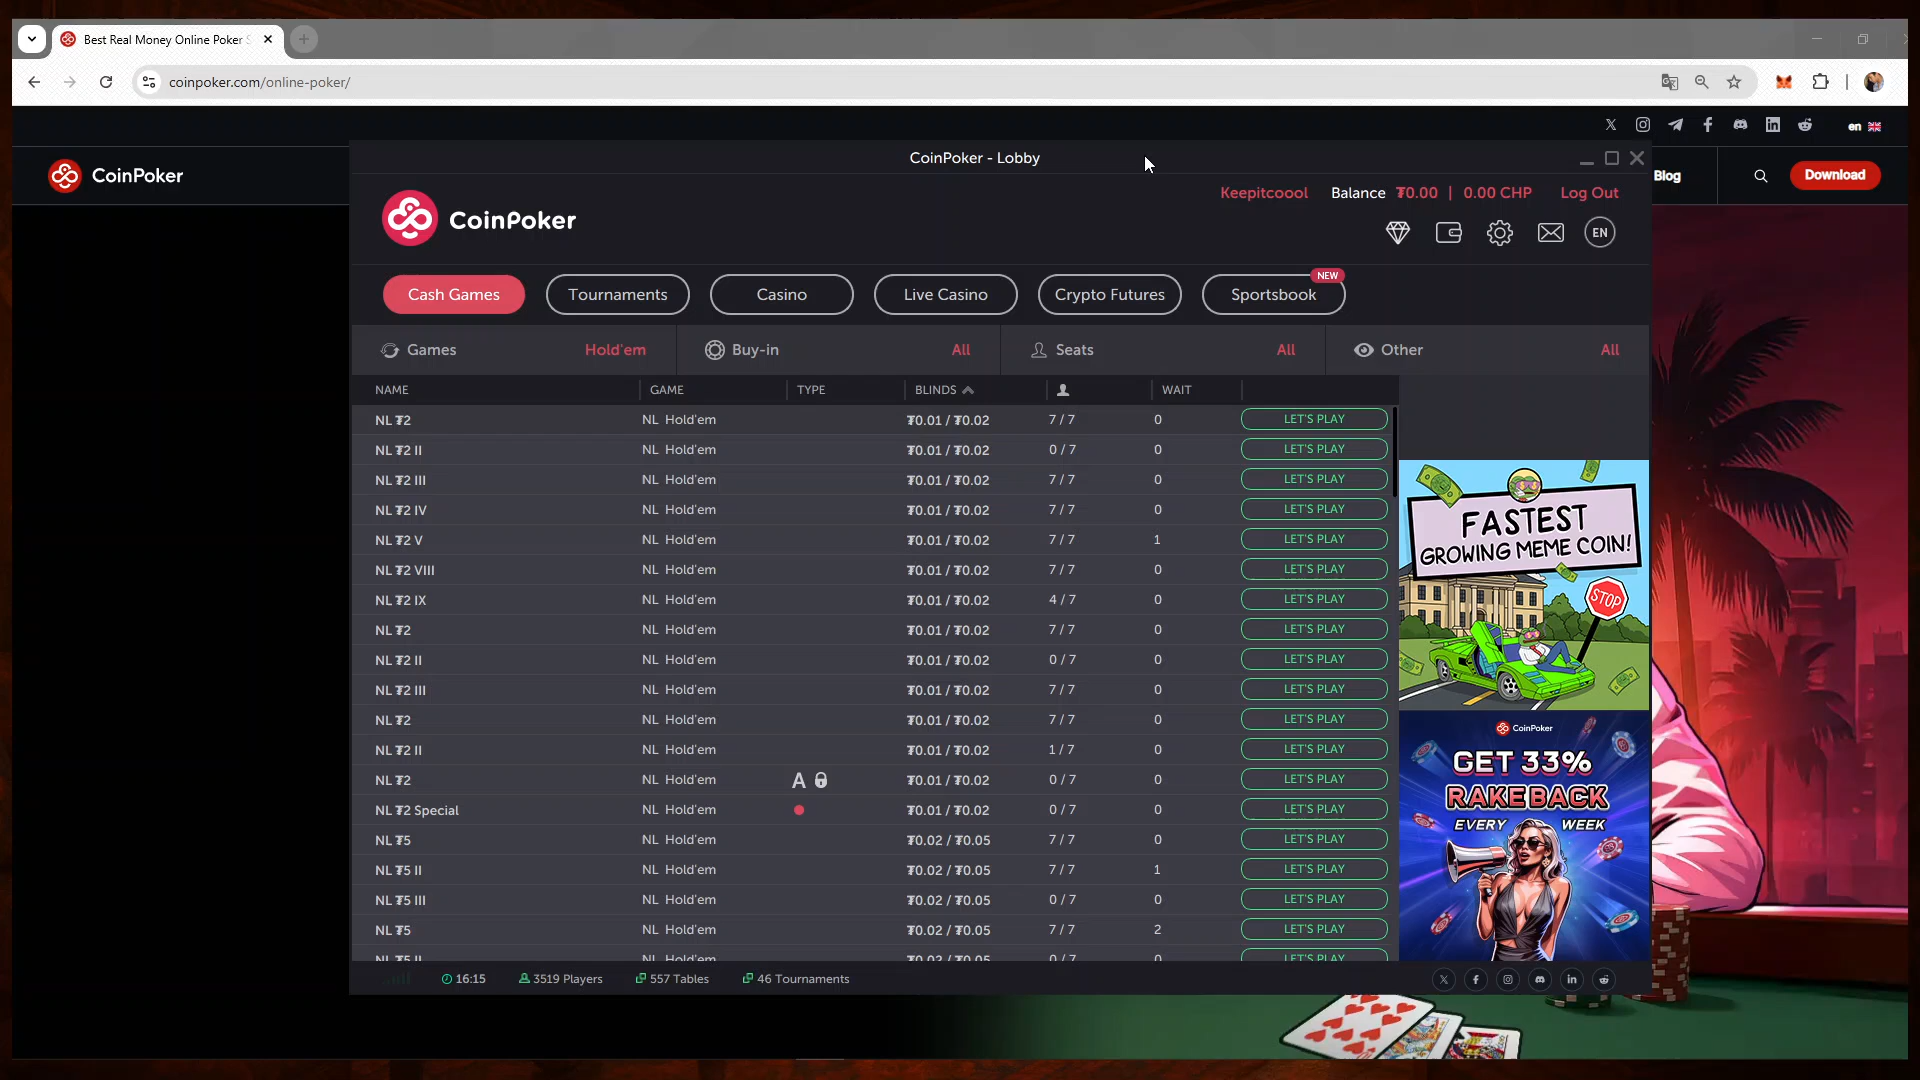 Best Real Money Online Poker S
coinpoker.com/online-poker/
en
CoinPoker
Blog
Download
CoinPoker - Lobby
Keepitcoool Balance ₮0.00 | 0.00 CHP Log Out
CoinPoker
EN
Cash Games Tournaments Casino Live Casino Crypto Futures Sportsbook NEW
Games Hold'em Buy-in All Seats All Other All
NAME GAME TYPE BLINDS WAIT
NL ₮2 NL Hold'em ₮0.01 / ₮0.02 7 / 7 0 LET'S PLAY
NL ₮2 II NL Hold'em ₮0.01 / ₮0.02 0 / 7 0 LET'S PLAY
NL ₮2 III NL Hold'em ₮0.01 / ₮0.02 7 / 7 0 LET'S PLAY
NL ₮2 IV NL Hold'em ₮0.01 / ₮0.02 7 / 7 0 LET'S PLAY
NL ₮2 V NL Hold'em ₮0.01 / ₮0.02 7 / 7 1 LET'S PLAY
NL ₮2 VIII NL Hold'em ₮0.01 / ₮0.02 7 / 7 0 LET'S PLAY
NL ₮2 IX NL Hold'em ₮0.01 / ₮0.02 4 / 7 0 LET'S PLAY
NL ₮2 NL Hold'em ₮0.01 / ₮0.02 7 / 7 0 LET'S PLAY
NL ₮2 II NL Hold'em ₮0.01 / ₮0.02 0 / 7 0 LET'S PLAY
NL ₮2 III NL Hold'em ₮0.01 / ₮0.02 7 / 7 0 LET'S PLAY
NL ₮2 NL Hold'em ₮0.01 / ₮0.02 7 / 7 0 LET'S PLAY
NL ₮2 II NL Hold'em ₮0.01 / ₮0.02 1 / 7 0 LET'S PLAY
NL ₮2 NL Hold'em A ₮0.01 / ₮0.02 0 / 7 0 LET'S PLAY
NL ₮2 Special NL Hold'em ₮0.01 / ₮0.02 0 / 7 0 LET'S PLAY
NL ₮5 NL Hold'em ₮0.02 / ₮0.05 7 / 7 0 LET'S PLAY
NL ₮5 II NL Hold'em ₮0.02 / ₮0.05 7 / 7 1 LET'S PLAY
NL ₮5 III NL Hold'em ₮0.02 / ₮0.05 0 / 7 0 LET'S PLAY
NL ₮5 NL Hold'em ₮0.02 / ₮0.05 7 / 7 2 LET'S PLAY
NL ₮5 II NL Hold'em ₮0.02 / ₮0.05 0 / 7 0 LET'S PLAY
FASTEST
GROWING MEME COIN!
STOP
CoinPoker
GET 33%
RAKEBACK
EVERY WEEK
16:15 3519 Players 557 Tables 46 Tournaments